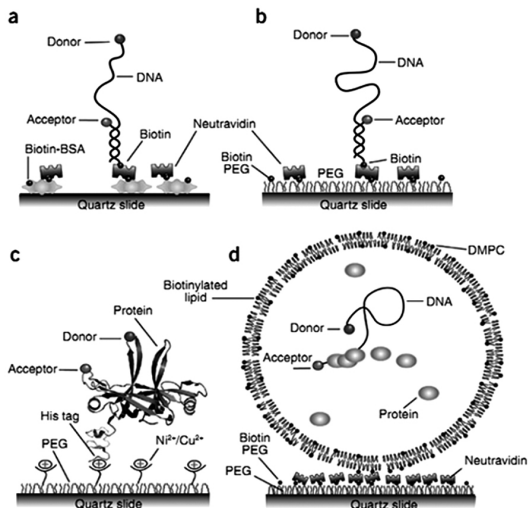 a
Donor
DNA
Acceptor
Biotin
Neutravidin
Biotin-BSA
Quartz slide
b
Donor
DNA
Acceptor
Biotin
Biotin
PEG
PEG
Quartz slide
c
Protein
Donor
Acceptor
His tag
PEG
Ni²⁺/Cu²⁺
Quartz slide
d
DMPC
Biotinylated
lipid
DNA
Donor
Acceptor
Protein
Biotin
PEG
PEG
Neutravidin
Quartz slide